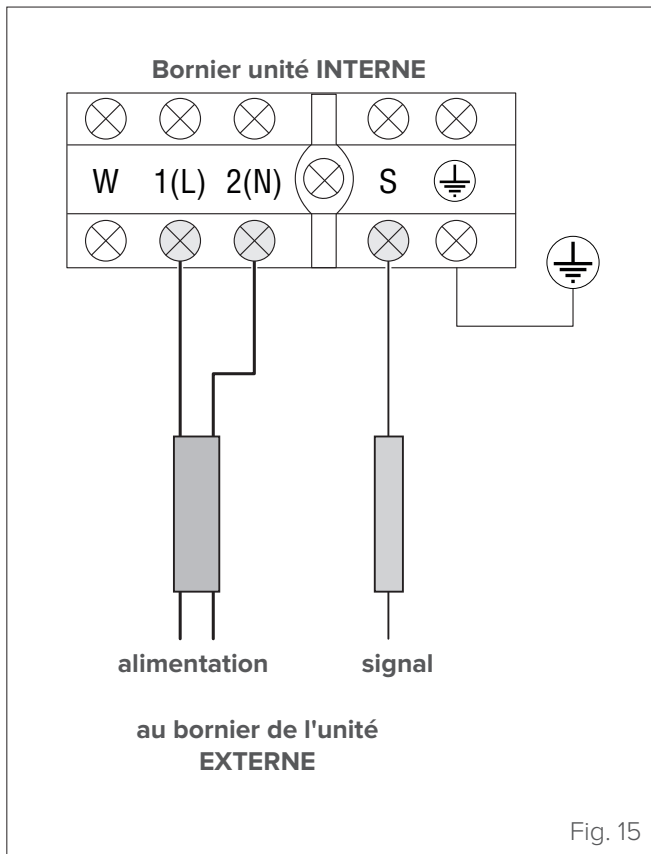 Bornier unité INTERNE
W 1(L) 2(N) S
alimentation signal
au bornier de l'unité
EXTERNE
Fig. 15